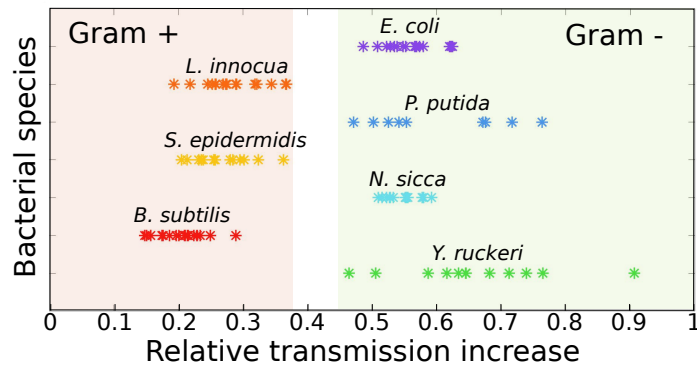 Gram +
Gram -
E. coli
L. innocua
P. putida
S. epidermidis
N. sicca
B. subtilis
Y. ruckeri
Bacterial species
0 0.1 0.2 0.3 0.4 0.5 0.6 0.7 0.8 0.9 1
Relative transmission increase